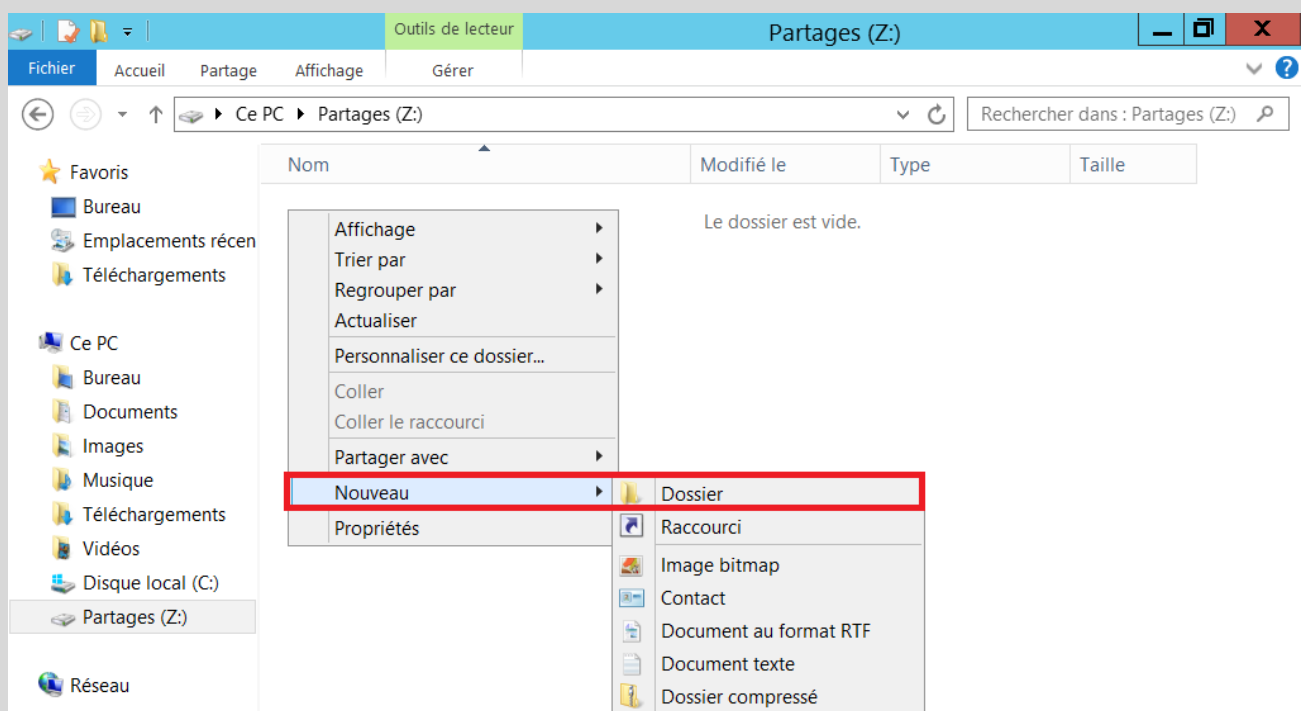 Outils de lecteur
Partages (Z:)
Fichier
Accueil
Partage
Affichage
Gérer
Ce PC
Partages (Z:)
Rechercher dans : Partages (Z:)
Nom
Modifié le
Type
Taille
Le dossier est vide.
Favoris
Bureau
Emplacements récen
Téléchargements
Ce PC
Bureau
Documents
Images
Musique
Téléchargements
Vidéos
Disque local (C:)
Partages (Z:)
Réseau
Affichage
Trier par
Regrouper par
Actualiser
Personnaliser ce dossier...
Coller
Coller le raccourci
Partager avec
Nouveau
Propriétés
Dossier
Raccourci
Image bitmap
Contact
Document au format RTF
Document texte
Dossier compressé